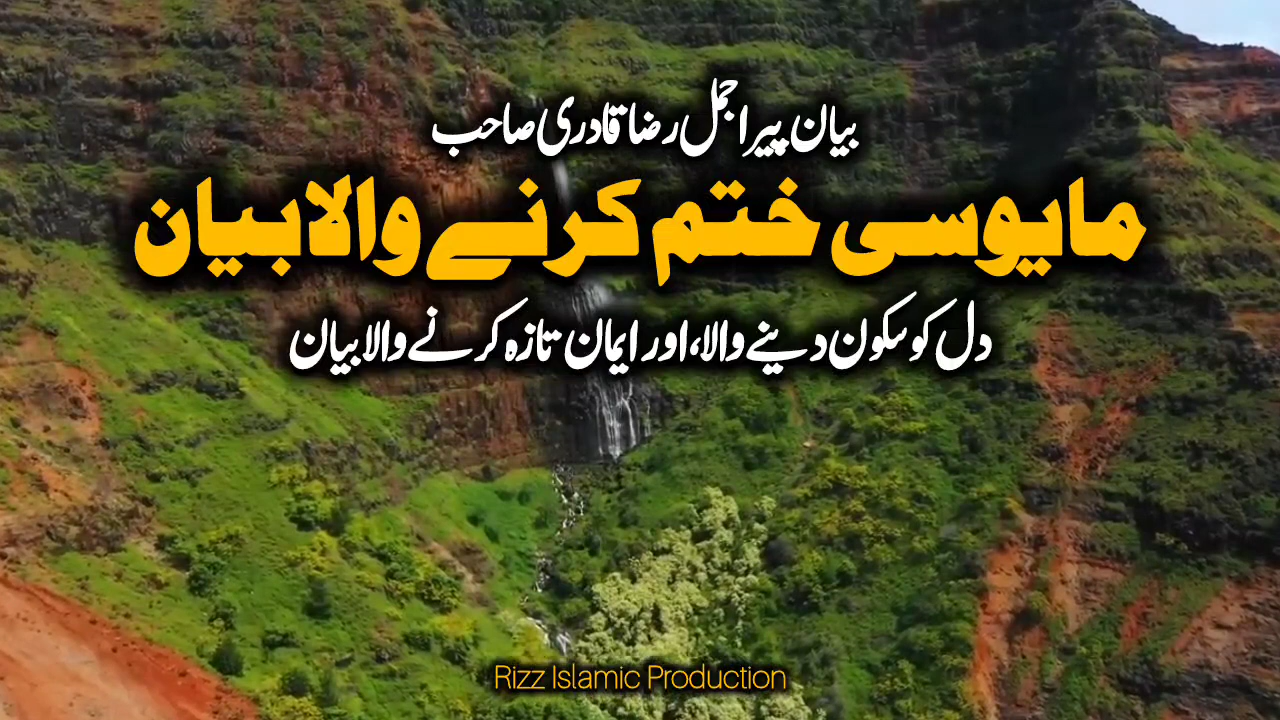 بیان پیر اجمل رضا قادری صاحب
مایوسی ختم کرنے والا بیان
دل کو سکون دینے والا، اور ایمان تازہ کرنے والا بیان
Rizz Islamic Production